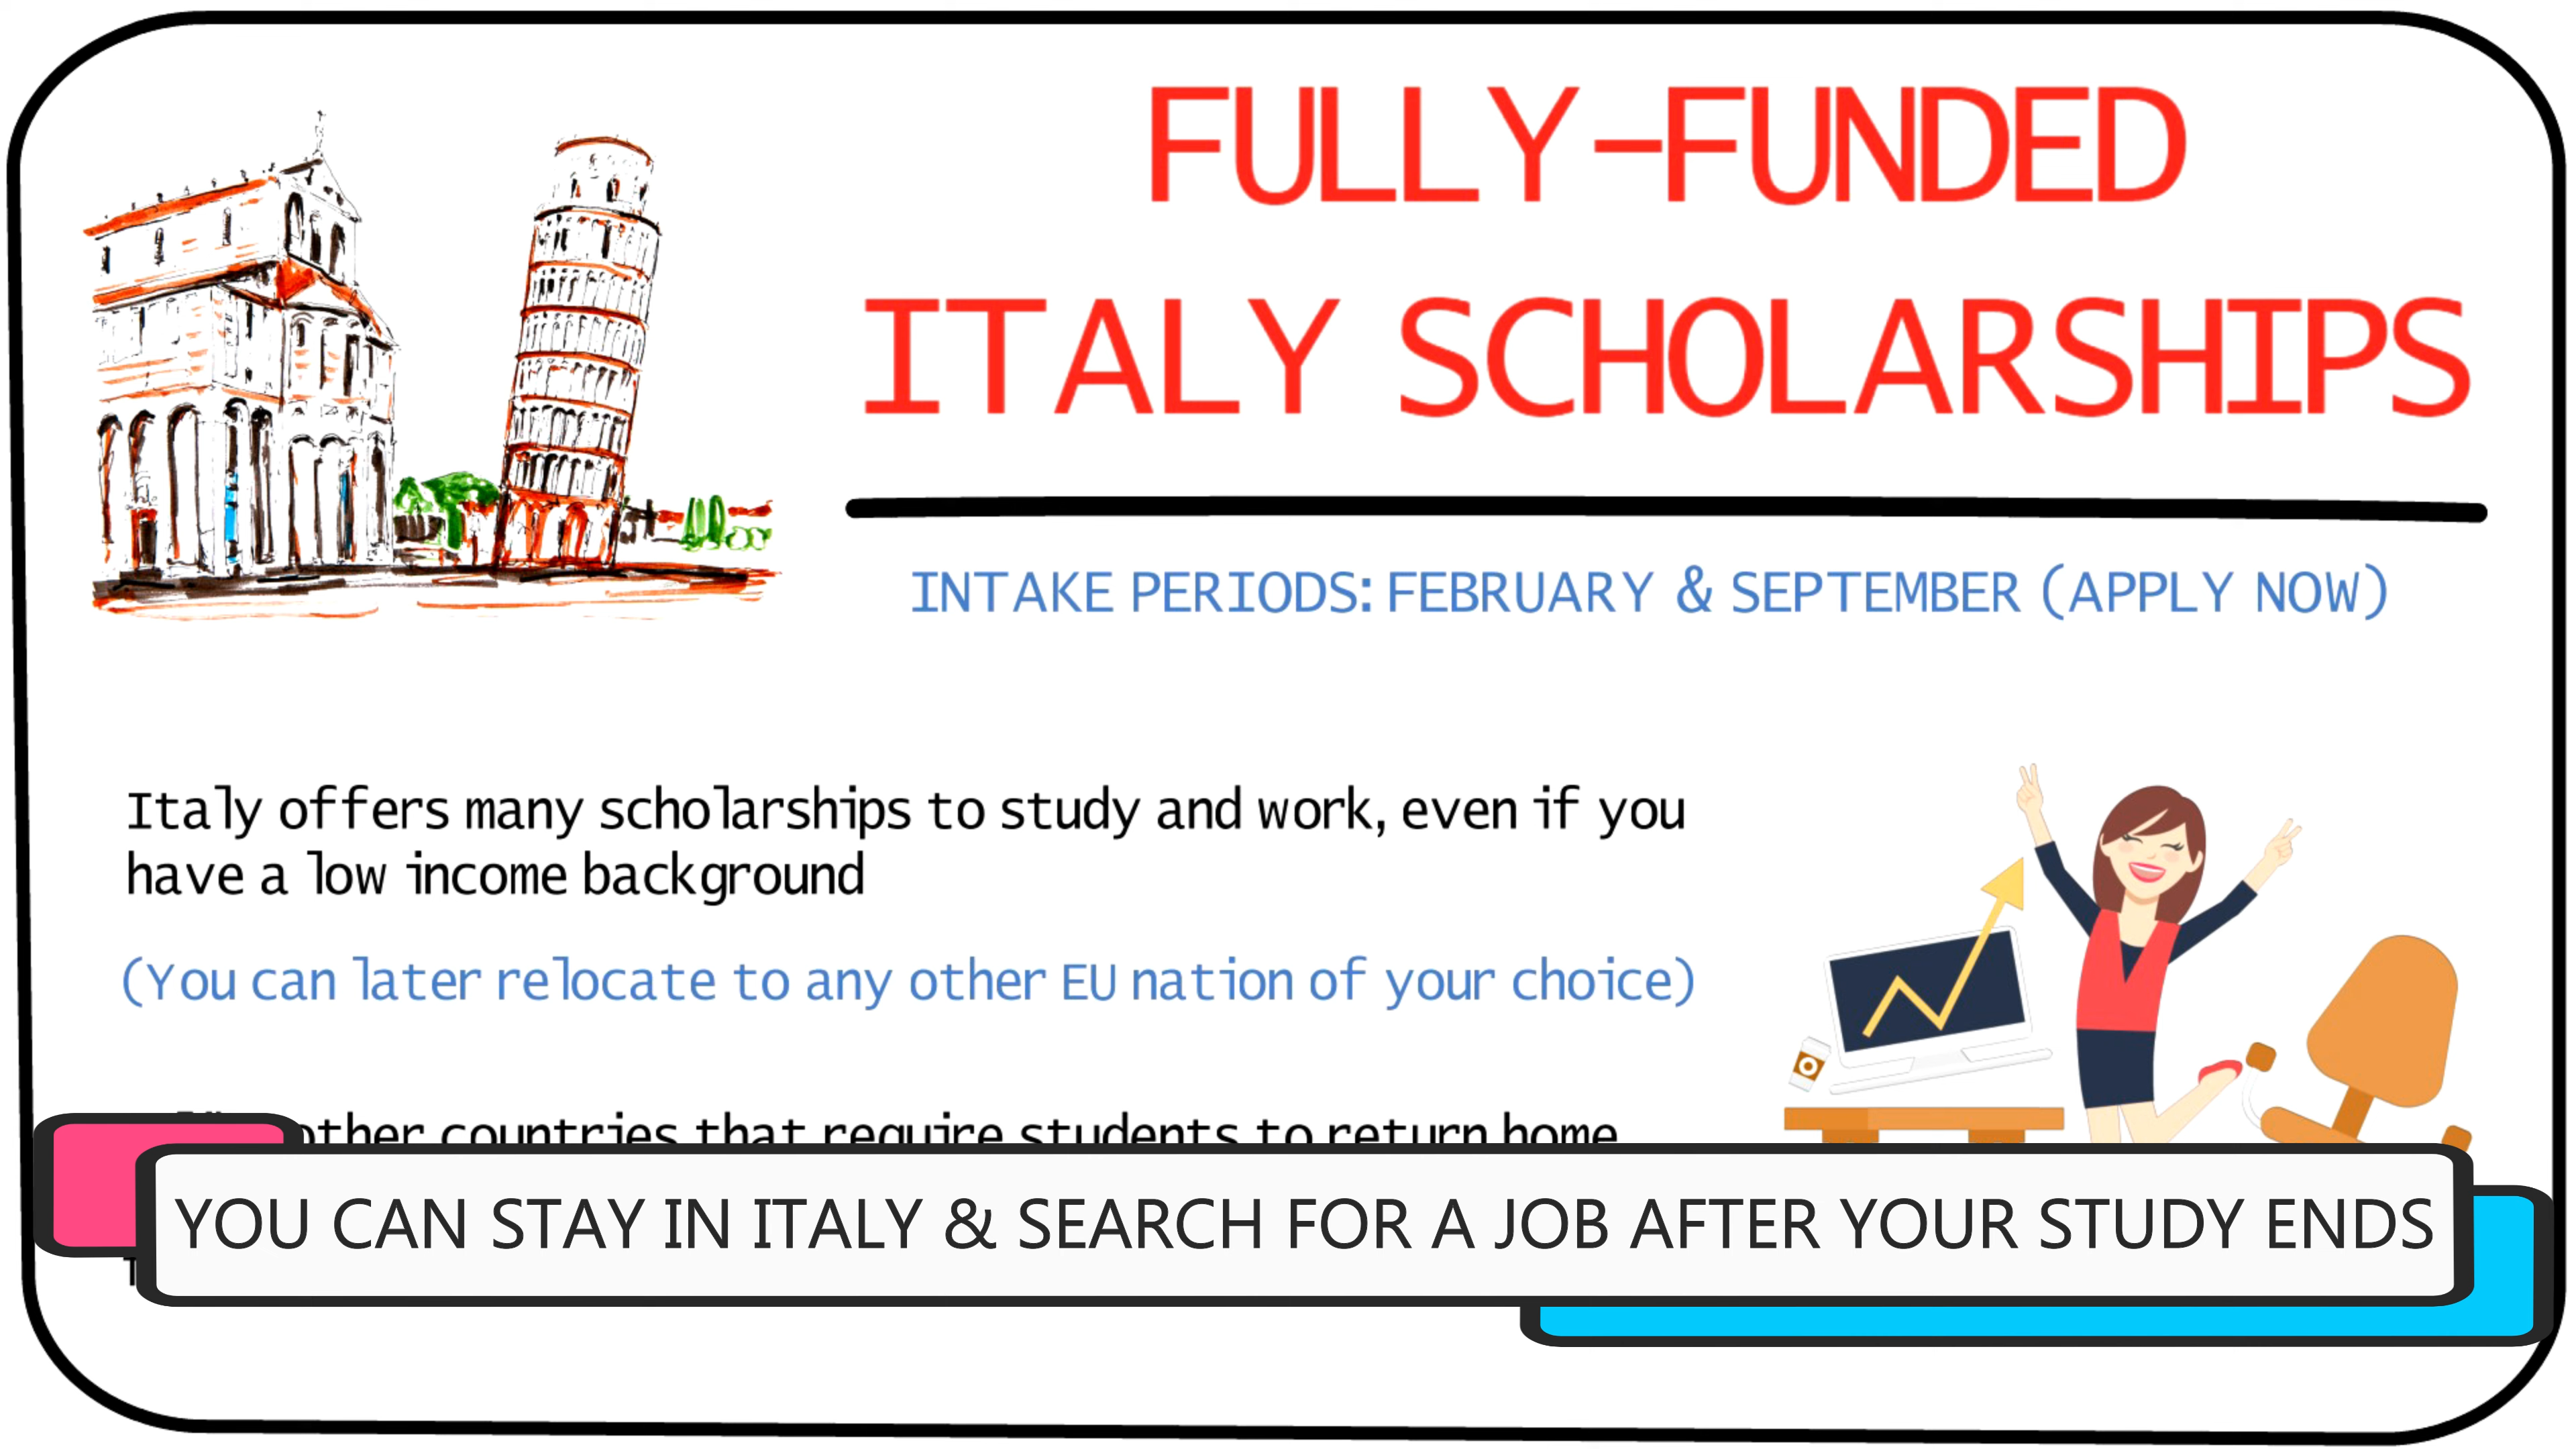 FULLY-FUNDED
ITALY SCHOLARSHIPS
INTAKE PERIODS: FEBRUARY & SEPTEMBER (APPLY NOW)
Italy offers many scholarships to study and work, even if you
have a low income background
(You can later relocate to any other EU nation of your choice)
other countries that require students to return home
YOU CAN STAY IN ITALY & SEARCH FOR A JOB AFTER YOUR STUDY ENDS